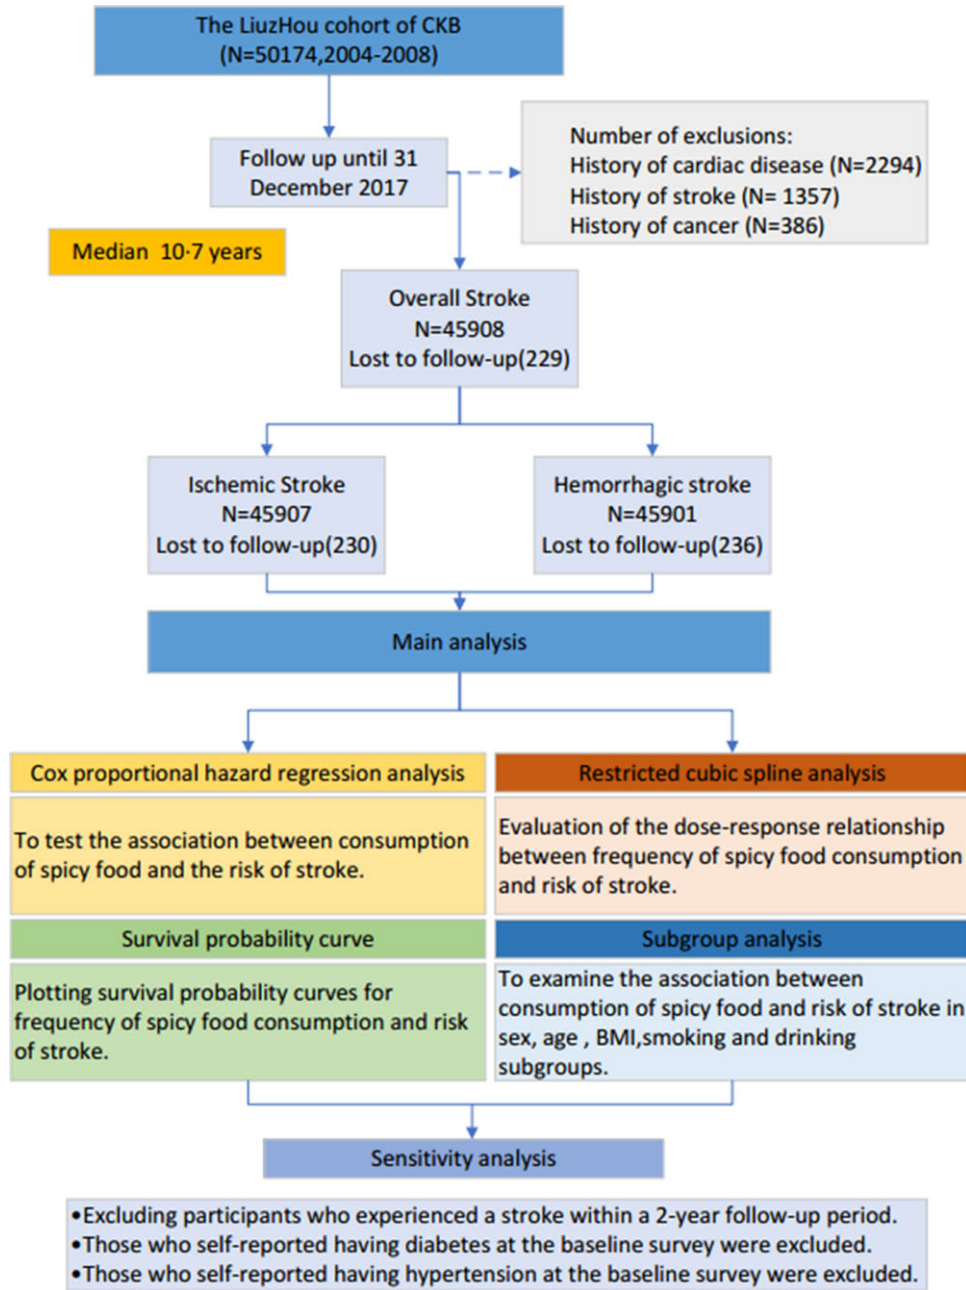 The LiuzHou cohort of CKB
(N=50174,2004-2008)
Follow up until 31
December 2017
Number of exclusions:
History of cardiac disease (N=2294)
History of stroke (N= 1357)
History of cancer (N=386)
Median 10·7 years
Overall Stroke
N=45908
Lost to follow-up(229)
Ischemic Stroke
N=45907
Lost to follow-up(230)
Hemorrhagic stroke
N=45901
Lost to follow-up(236)
Main analysis
Cox proportional hazard regression analysis
To test the association between consumption
of spicy food and the risk of stroke.
Restricted cubic spline analysis
Evaluation of the dose-response relationship
between frequency of spicy food consumption
and risk of stroke.
Survival probability curve
Plotting survival probability curves for
frequency of spicy food consumption and risk
of stroke.
Subgroup analysis
To examine the association between
consumption of spicy food and risk of stroke in
sex, age , BMI,smoking and drinking
subgroups.
Sensitivity analysis
•Excluding participants who experienced a stroke within a 2-year follow-up period.
•Those who self-reported having diabetes at the baseline survey were excluded.
•Those who self-reported having hypertension at the baseline survey were excluded.